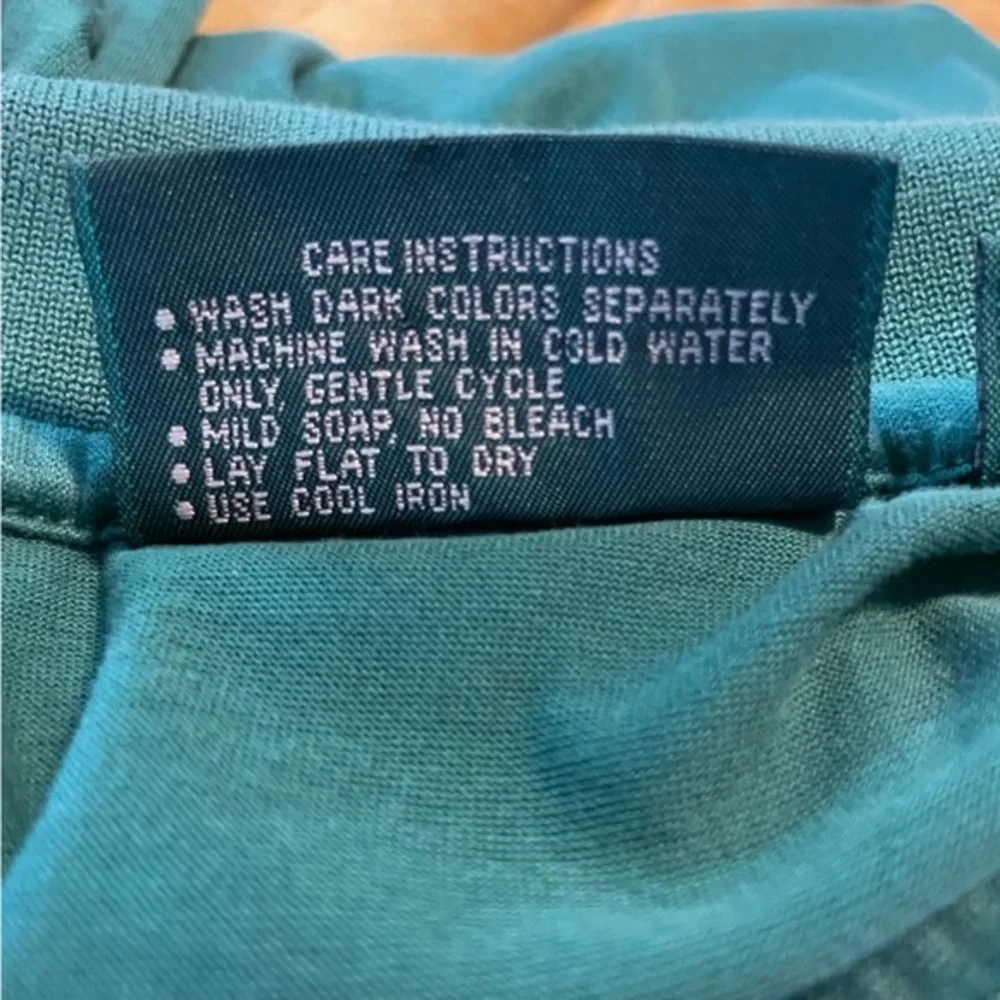 CARE INSTRUCTIONS
• WASH DARK COLORS SEPARATELY
• MACHINE WASH IN COLD WATER
ONLY, GENTLE CYCLE
• MILD SOAP, NO BLEACH
• LAY FLAT TO DRY
• USE COOL IRON